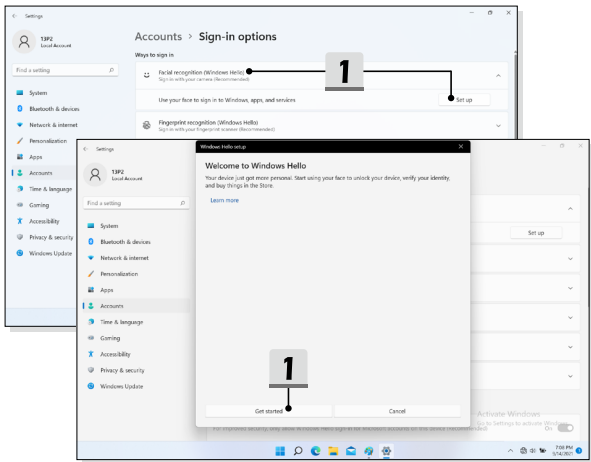 Settings
13P2
Local Account
Find a setting
System
Bluetooth & devices
Network & internet
Personalization
Apps
Accounts
Time & language
Gaming
Accessibility
Privacy & security
Windows Update
Accounts > Sign-in options
Ways to sign in
Facial recognition (Windows Hello)
Sign in with your camera (Recommended)
1
Use your face to sign in to Windows, apps, and services
Set up
Fingerprint recognition (Windows Hello)
Sign in with your fingerprint scanner (Recommended)
Settings
13P2
Local Account
Find a setting
System
Bluetooth & devices
Network & internet
Personalization
Apps
Accounts
Time & language
Gaming
Accessibility
Privacy & security
Windows Update
Windows Hello setup
Welcome to Windows Hello
Your device just got more personal. Start using your face to unlock your device, verify your identity,
and buy things in the Store.
Learn more
1
Get started
Cancel
Set up
Activate Windows
Go to Settings to activate Windows.
On
7:05 PM
5/14/2021